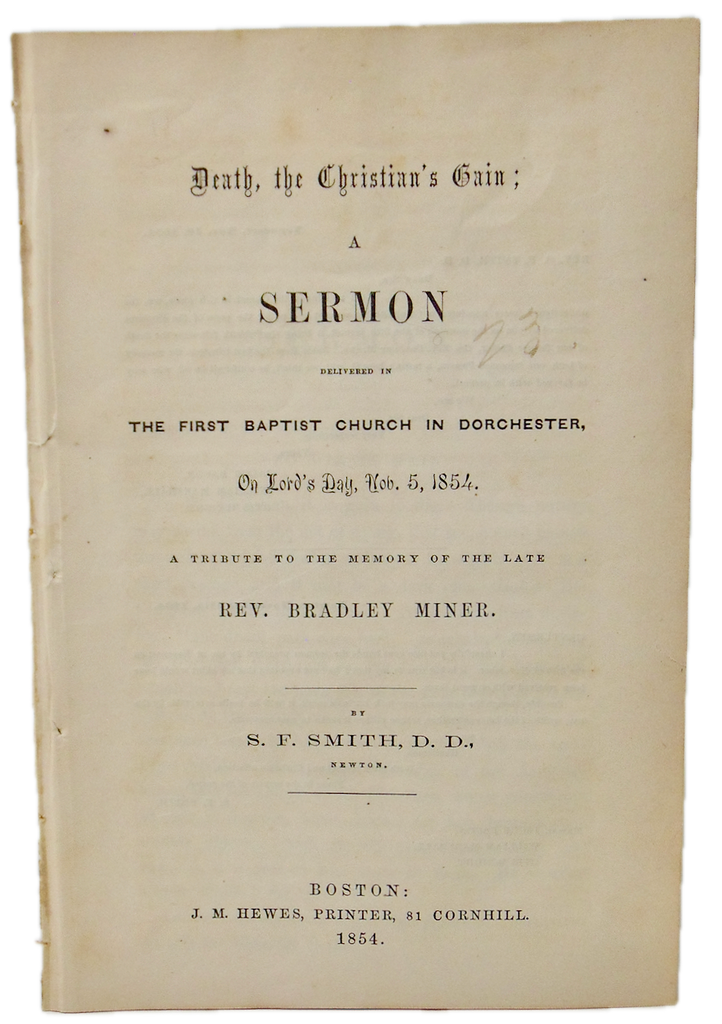 Death, the Christian's Gain;
A
SERMON
23
DELIVERED IN
THE FIRST BAPTIST CHURCH IN DORCHESTER,
On Lord's Day, Nov. 5, 1854.
A TRIBUTE TO THE MEMORY OF THE LATE
REV. BRADLEY MINER.
BY
S. F. SMITH, D. D.,
NEWTON.
BOSTON:
J. M. HEWES, PRINTER, 81 CORNHILL.
1854.